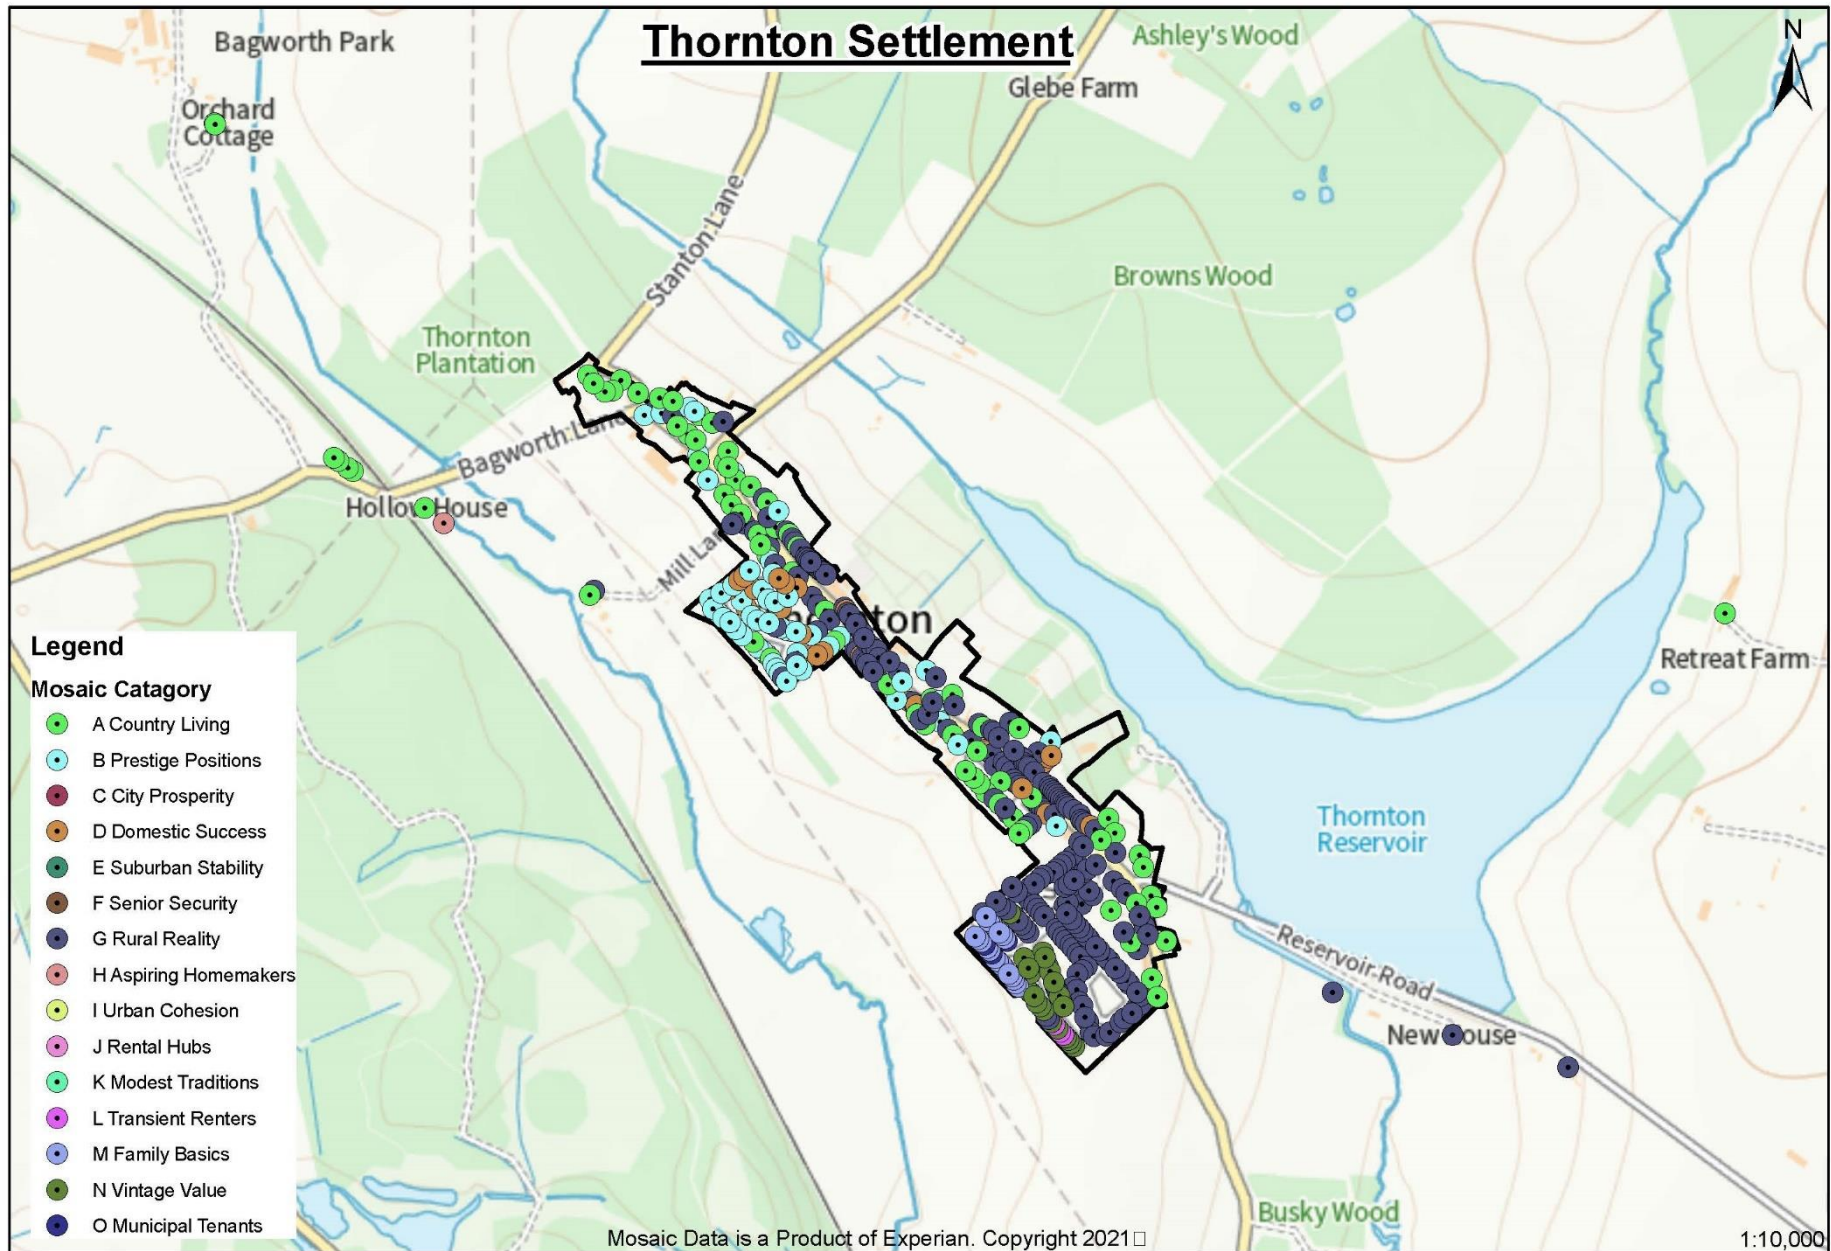 Thornton Settlement
N
Bagworth Park
Ashley's Wood
Glebe Farm
Orchard
Cottage
Stanton Lane
Browns Wood
Thornton
Plantation
Bagworth Lane
Hollow House
Mill Lane
Retreat Farm
Thornton
Reservoir
Reservoir Road
New House
Busky Wood
Legend
Mosaic Catagory
A Country Living
B Prestige Positions
C City Prosperity
D Domestic Success
E Suburban Stability
F Senior Security
G Rural Reality
H Aspiring Homemakers
I Urban Cohesion
J Rental Hubs
K Modest Traditions
L Transient Renters
M Family Basics
N Vintage Value
O Municipal Tenants
Mosaic Data is a Product of Experian. Copyright 2021
1:10,000